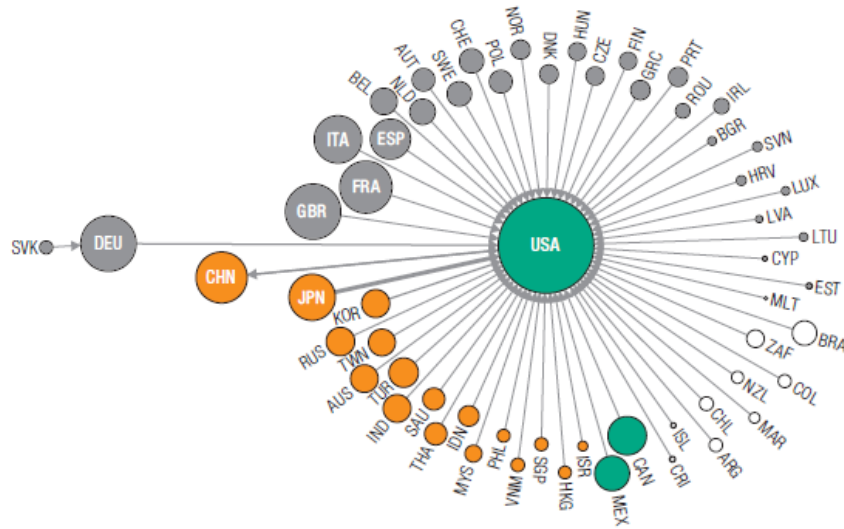 NOR
DNK
HUN
CHE
POL
CZE
FIN
AUT
SWE
GRC
PRT
BEL
NLD
ROU
IRL
ITA
ESP
BGR
SVN
FRA
HRV
LUX
GBR
LVA
SVK
DEU
USA
LTU
CYP
CHN
EST
JPN
MLT
KOR
BRA
RUS
TWN
ZAF
AUS
TUR
COL
IND
SAU
NZL
THA
IDN
CHL
MAR
MYS
PHL
VNM
SGP
HKG
ISR
CAN
MEX
ISL
CRI
ARG